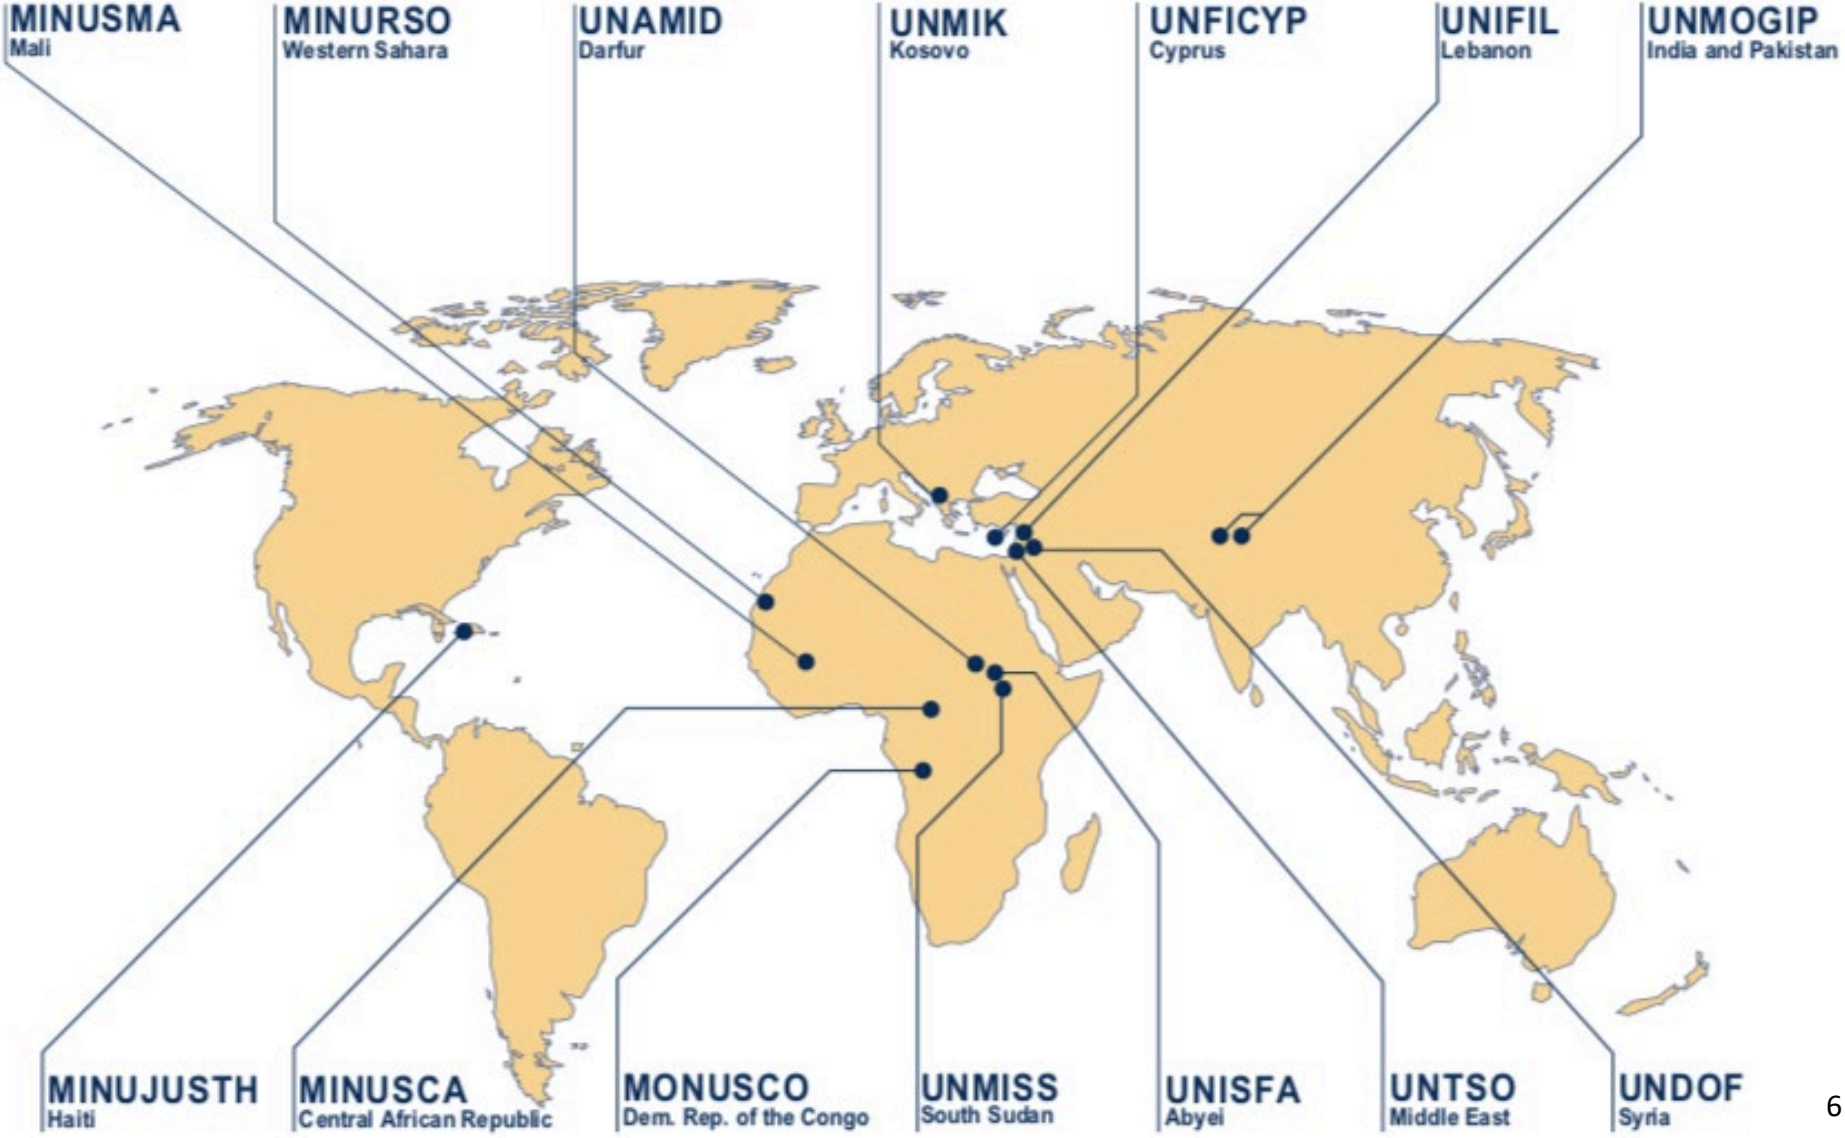 MINUSMA
Mali
MINURSO
Western Sahara
UNAMID
Darfur
UNMIK
Kosovo
UNFICYP
Cyprus
UNIFIL
Lebanon
UNMOGIP
India and Pakistan
MINUJUSTH
Haiti
MINUSCA
Central African Republic
MONUSCO
Dem. Rep. of the Congo
UNMISS
South Sudan
UNISFA
Abyei
UNTSO
Middle East
UNDOF
Syria
6